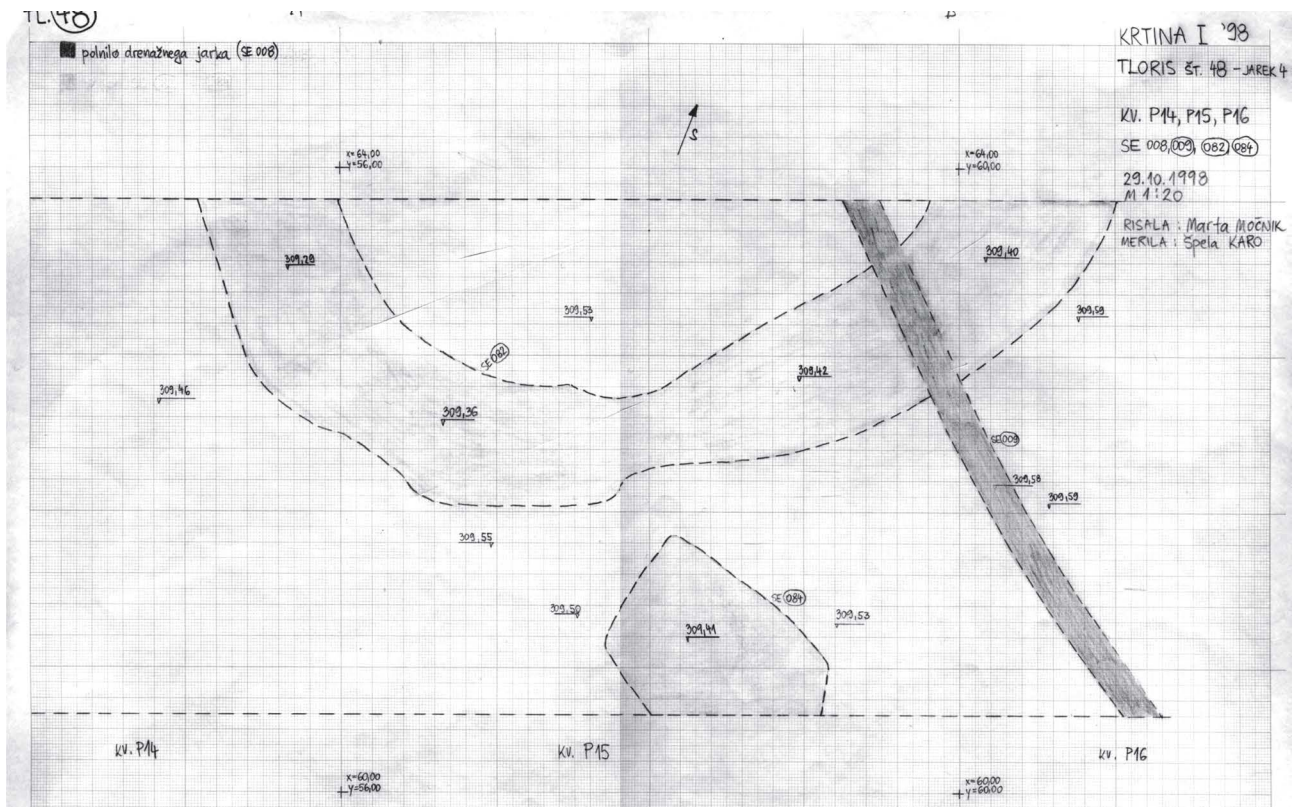 TL. 48
polnilo drenažnega jarka (SE 008)
KRTINA I '98
TLORIS ŠT. 48 - JAREK 4
KV. P14, P15, P16
SE 008, 009, 082, 084
29.10.1998
M 1:20
RISALA : Marta MOČNIK
MERILA : Špela KARO
S
x=64,00
y=56,00
x=64,00
y=60,00
309,29
309,40
309,53
309,59
SE 082
309,42
309,46
309,36
SE 009
309,58
309,59
309,55
SE 084
309,50
309,53
309,41
KV. P14
KV. P15
KV. P16
x=60,00
y=56,00
x=60,00
y=60,00